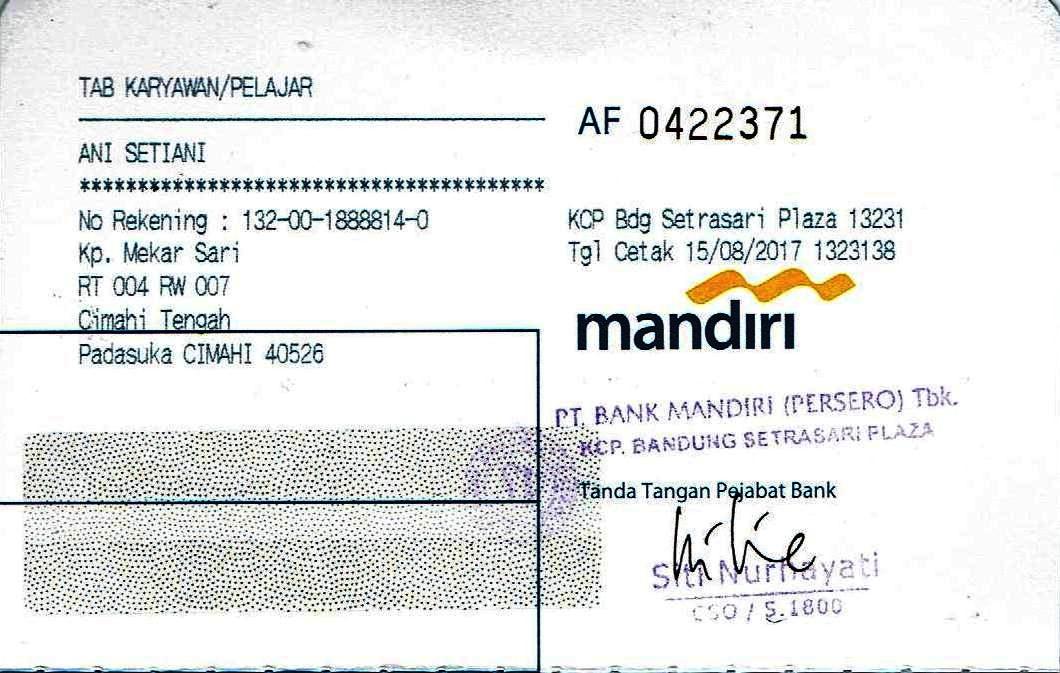 TAB KARYAWAN/PELAJAR
AF 0422371
ANI SETIANI
*****************************************
No Rekening : 132-00-1888814-0
Kp. Mekar Sari
RT 004 RW 007
Cimahi Tengah
Padasuka CIMAHI 40526
KCP Bdg Setrasari Plaza 13231
Tgl Cetak 15/08/2017 1323138
mandırı
PT. BANK MANDIRI (PERSERO) Tbk.
KCP. BANDUNG SETRASARI PLAZA
Tanda Tangan Pejabat Bank
Siti Nurhayati
CSO / S.1800